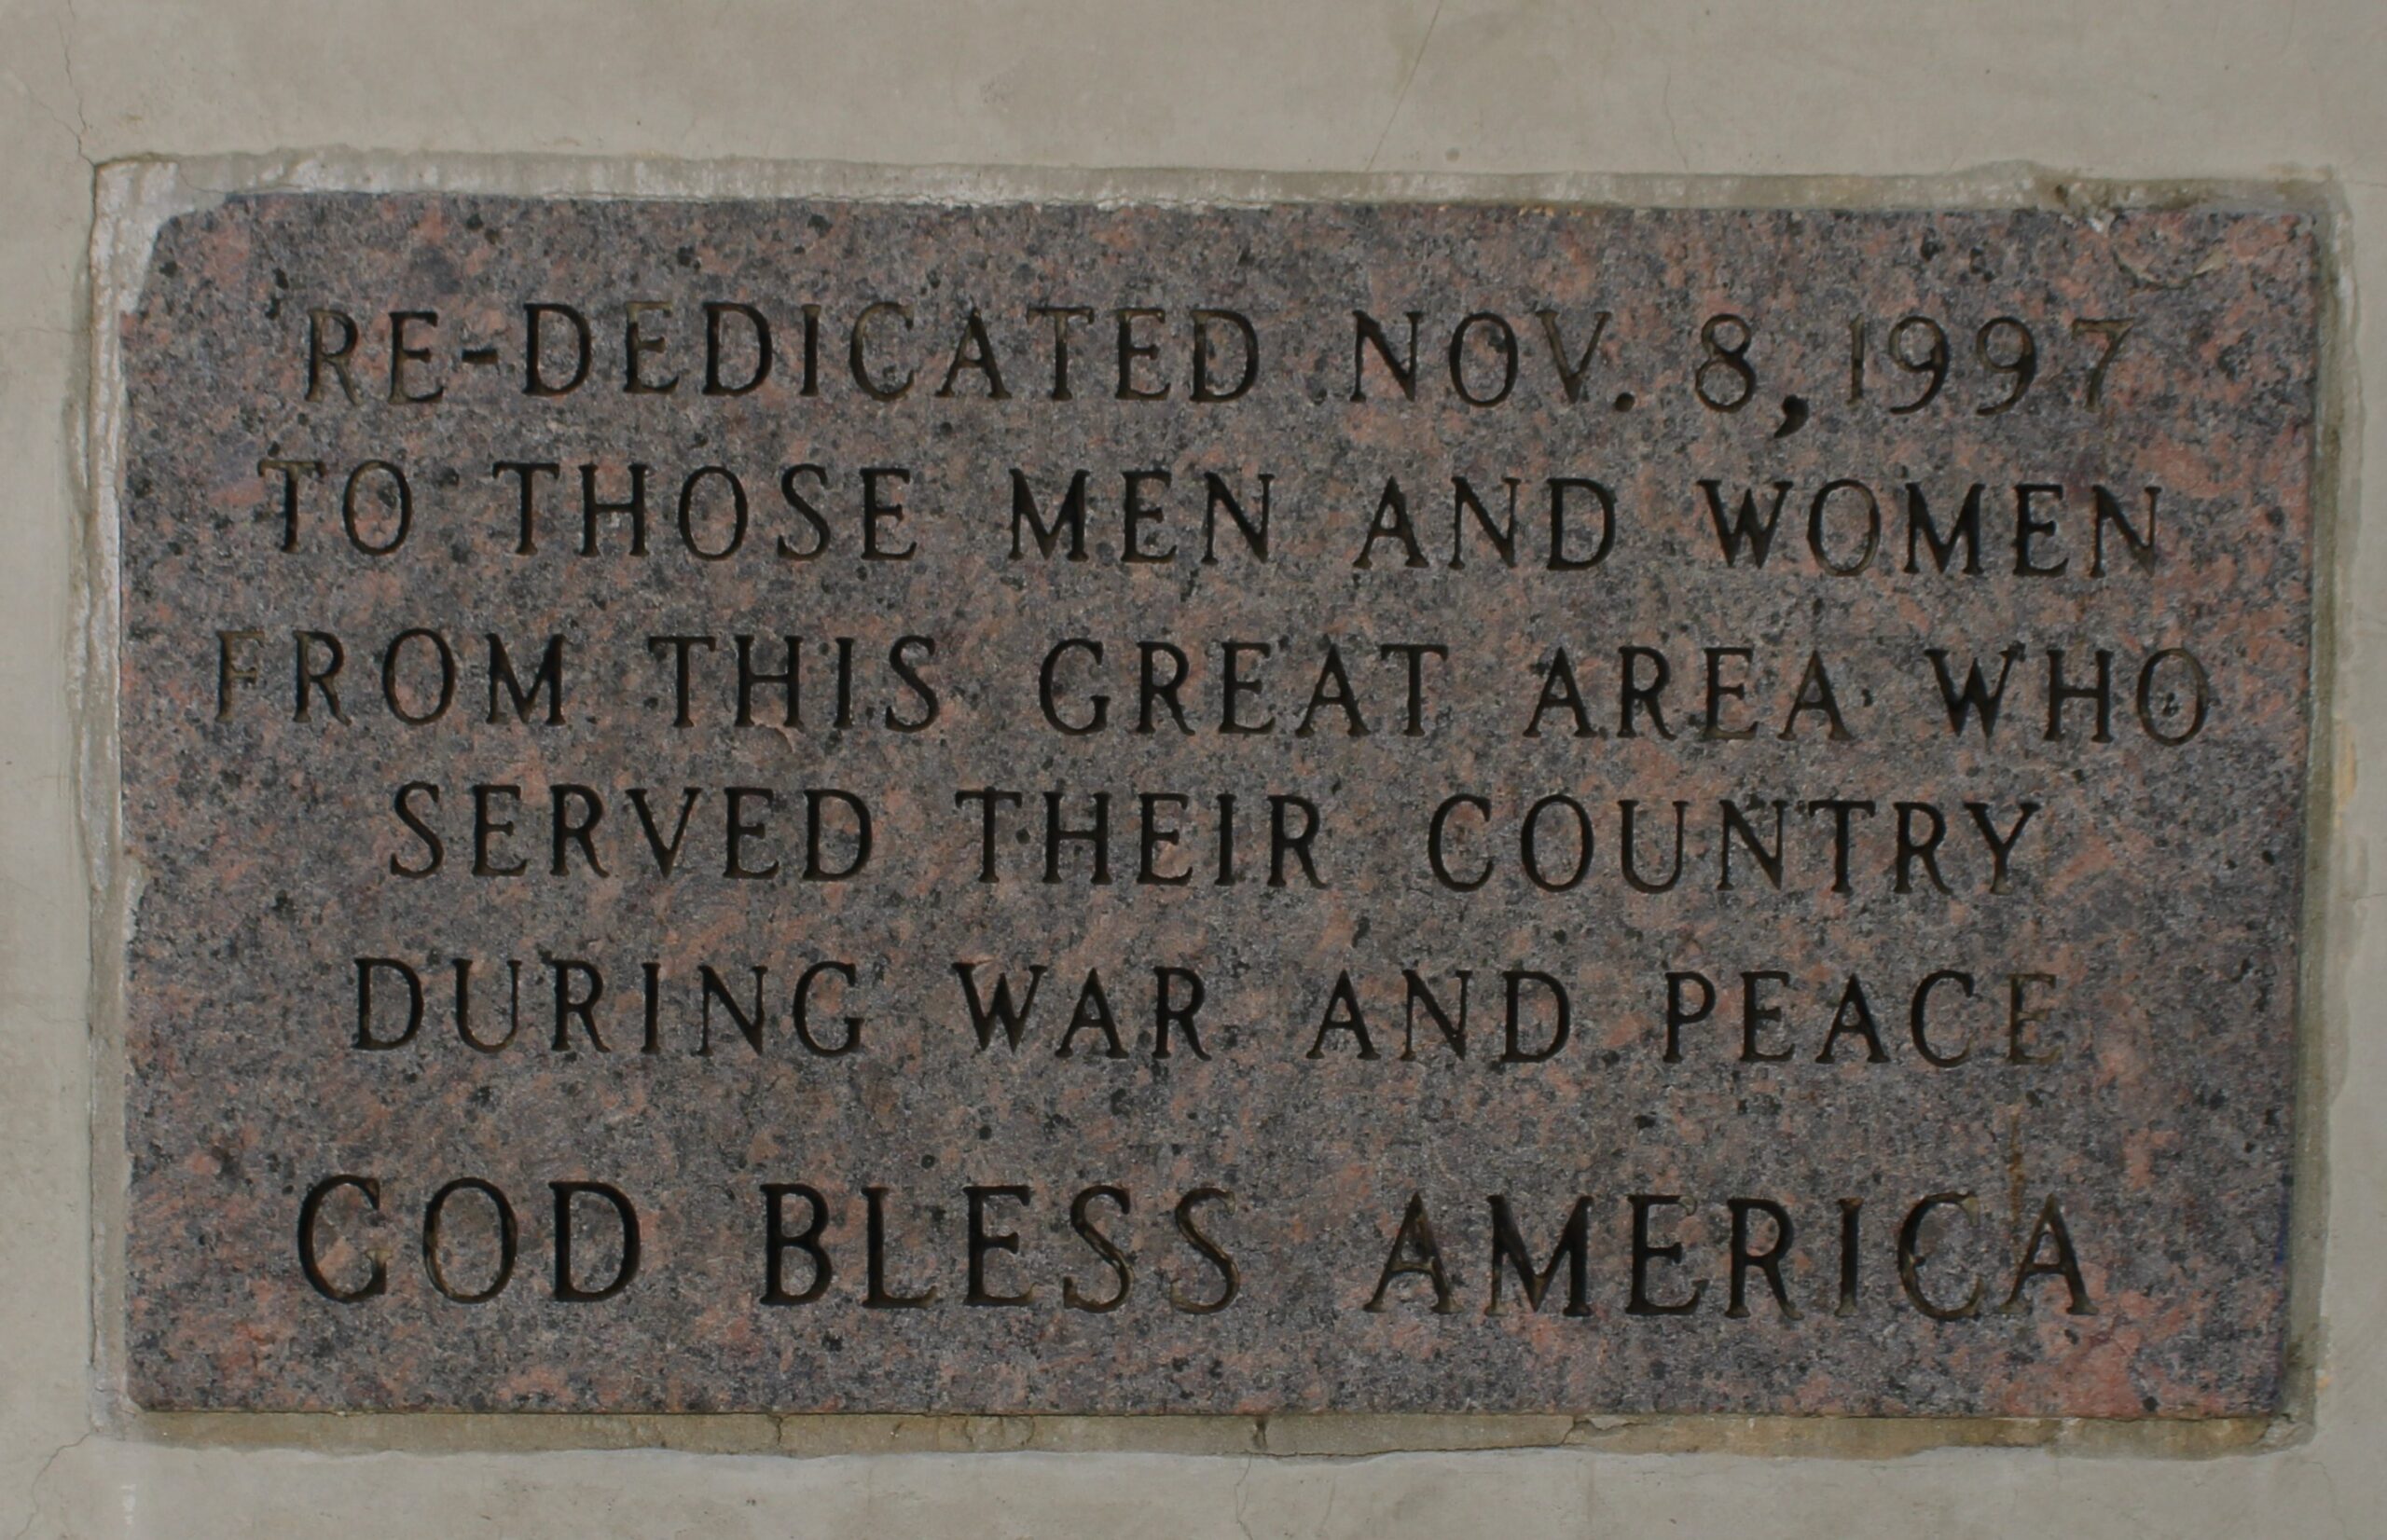 RE-DEDICATED NOV. 8, 1997
TO THOSE MEN AND WOMEN
FROM THIS GREAT AREA WHO
SERVED THEIR COUNTRY
DURING WAR AND PEACE
GOD BLESS AMERICA